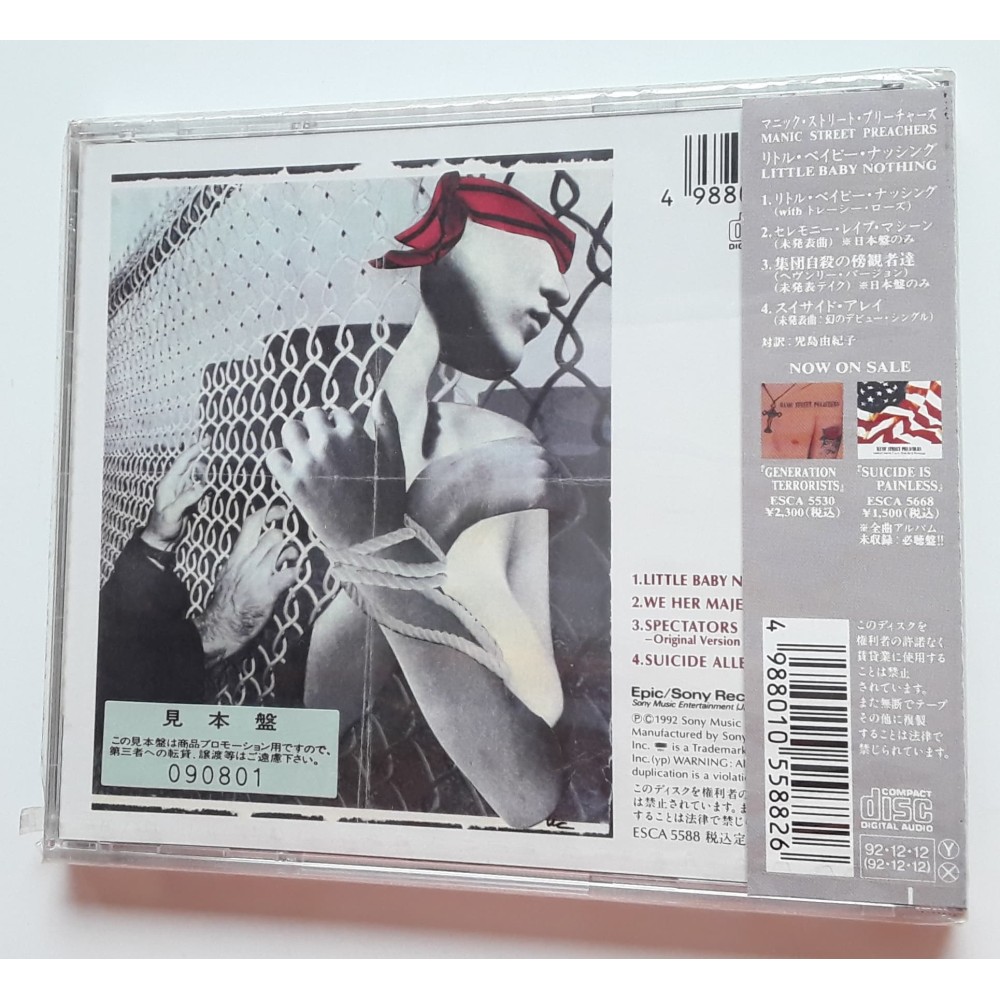 マニック・ストリート・プリーチャーズ
MANIC STREET PREACHERS
リトル・ベイビー・ナッシング
LITTLE BABY NOTHING
1. リトル・ベイビー・ナッシング
(with トレーシー・ローズ)
2. セレモニー・レイプ・マシーン
(未発表曲) ※日本盤のみ
3. 集団自殺の傍観者達
(ヘヴンリー・バージョン)
(未発表テイク) ※日本盤のみ
4. スイサイド・アレイ
(未発表曲:幻のデビュー・シングル)
対訳:児島由紀子
NOW ON SALE
MANIC STREET PREACHERS
『GENERATION
TERRORISTS』
ESCA 5530
¥2,300(税込)
『SUICIDE IS
PAINLESS』
ESCA 5668
¥1,500(税込)
※全曲アルバム
未収録:必聴盤!!
このディスクを
権利者の許諾なく
賃貸業に使用する
ことは禁止
されています。
また無断でテープ
その他に複製
することは法律で
禁じられています。
4 988010 558826
COMPACT
disc
DIGITAL AUDIO
92・12・12
(92・12・12)
Y
X
4 988
1.LITTLE BABY N
2.WE HER MAJE
3.SPECTATORS
–Original Version
4.SUICIDE ALLE
Epic/Sony Rec
Sony Music Entertainment
℗©1992 Sony Music
Manufactured by Sony
Inc. is a Trademark
Inc.(yp) WARNING: Al
duplication is a violati
このディスクを権利者の
は禁止されています。ま
することは法律で禁じ
ESCA 5588 税込定
見本盤
この見本盤は商品プロモーション用ですので、
第三者への転貸、譲渡等はご遠慮下さい。
090801